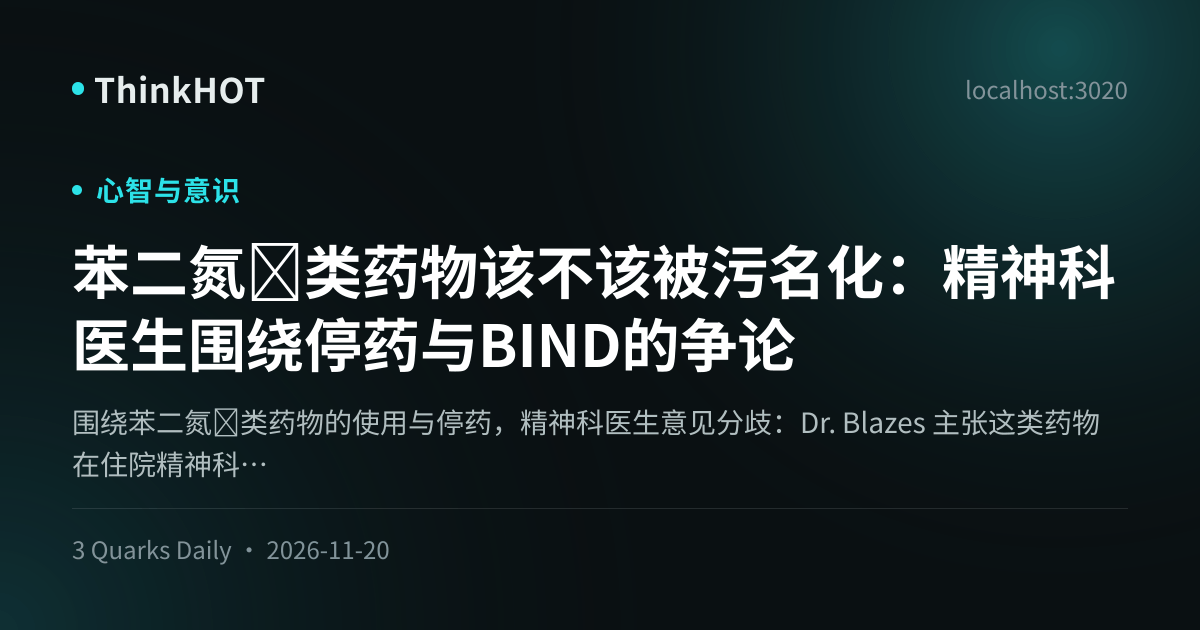 ThinkHOT
localhost:3020
心智与意识
苯二氮类药物该不该被污名化：精神科
医生围绕停药与BIND的争论
围绕苯二氮类药物的使用与停药，精神科医生意见分歧：Dr. Blazes 主张这类药物
在住院精神科…
3 Quarks Daily • 2026-11-20